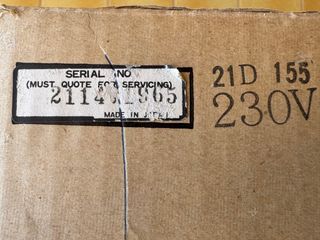 SERIAL NO
(MUST QUOTE FOR SERVICING)
MADE IN
21D 155
230V